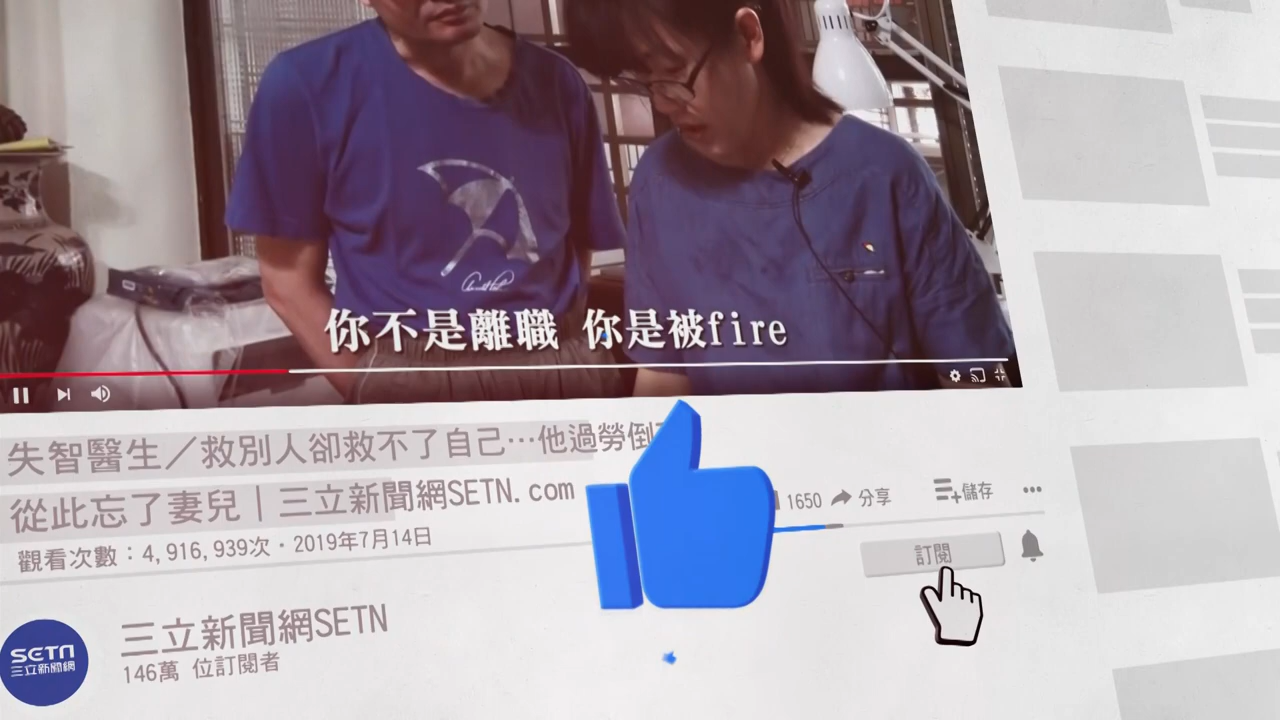 你不是離職 你是被fire
失智醫生／救別人卻救不了自己…他過勞倒
從此忘了妻兒｜三立新聞網SETN.com
1650 分享 儲存
觀看次數：4,916,939次・2019年7月14日
訂閱
三立新聞網SETN
146萬 位訂閱者
SETN
三立新聞網